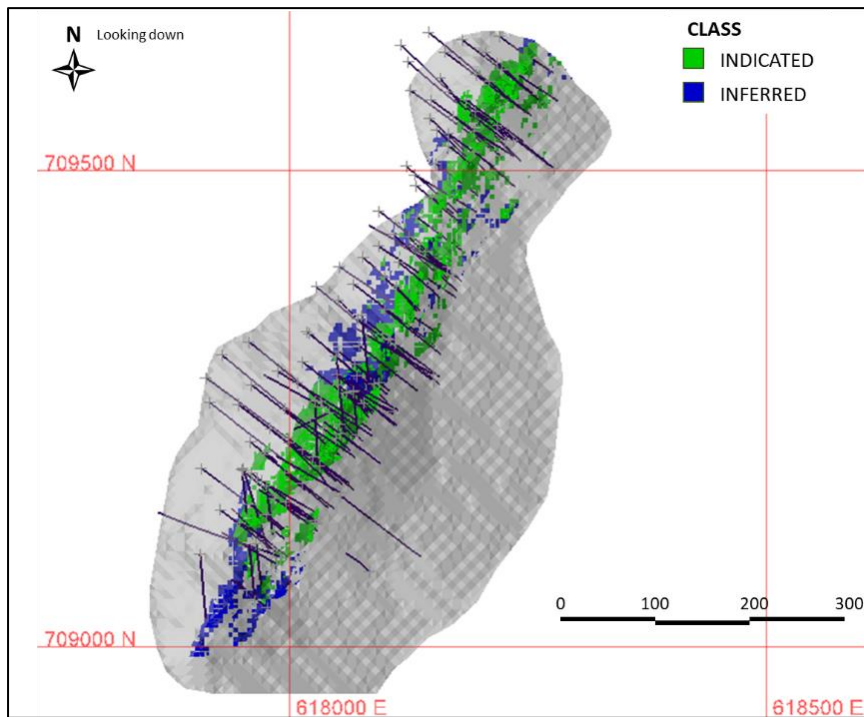 N Looking down
CLASS
INDICATED
INFERRED
709500 N
0 100 200 300
709000 N
618000 E 618500 E